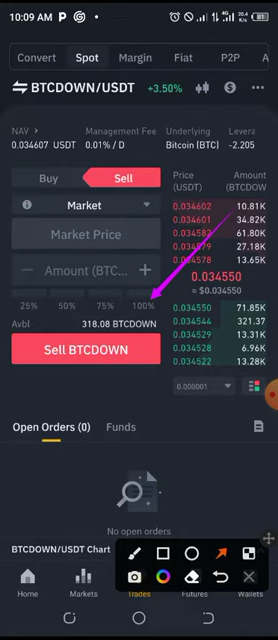 10:09 AM
Convert Spot Margin Fiat P2P
BTCDOWN/USDT +3.50%
NAV > Management Fee Underlying Levera
0.034607 USDT 0.01% / D Bitcoin (BTC) -2.205
Buy Sell
Market
Market Price
Amount (BTC...
25% 50% 75% 100%
Avbl 318.08 BTCDOWN
Sell BTCDOWN
Price Amount
(USDT) (BTCDOW
0.034602 10.81K
0.034601 34.82K
0.034582 61.80K
0.034579 27.18K
0.034578 13.65K
0.034550
≈ $0.034550
0.034550 71.85K
0.034544 321.37
0.034529 13.31K
0.034528 6.96K
0.034522 13.28K
0.000001
Open Orders (0) Funds
No open orders
BTCDOWN/USDT Chart
Home Markets Trades Futures Wallets